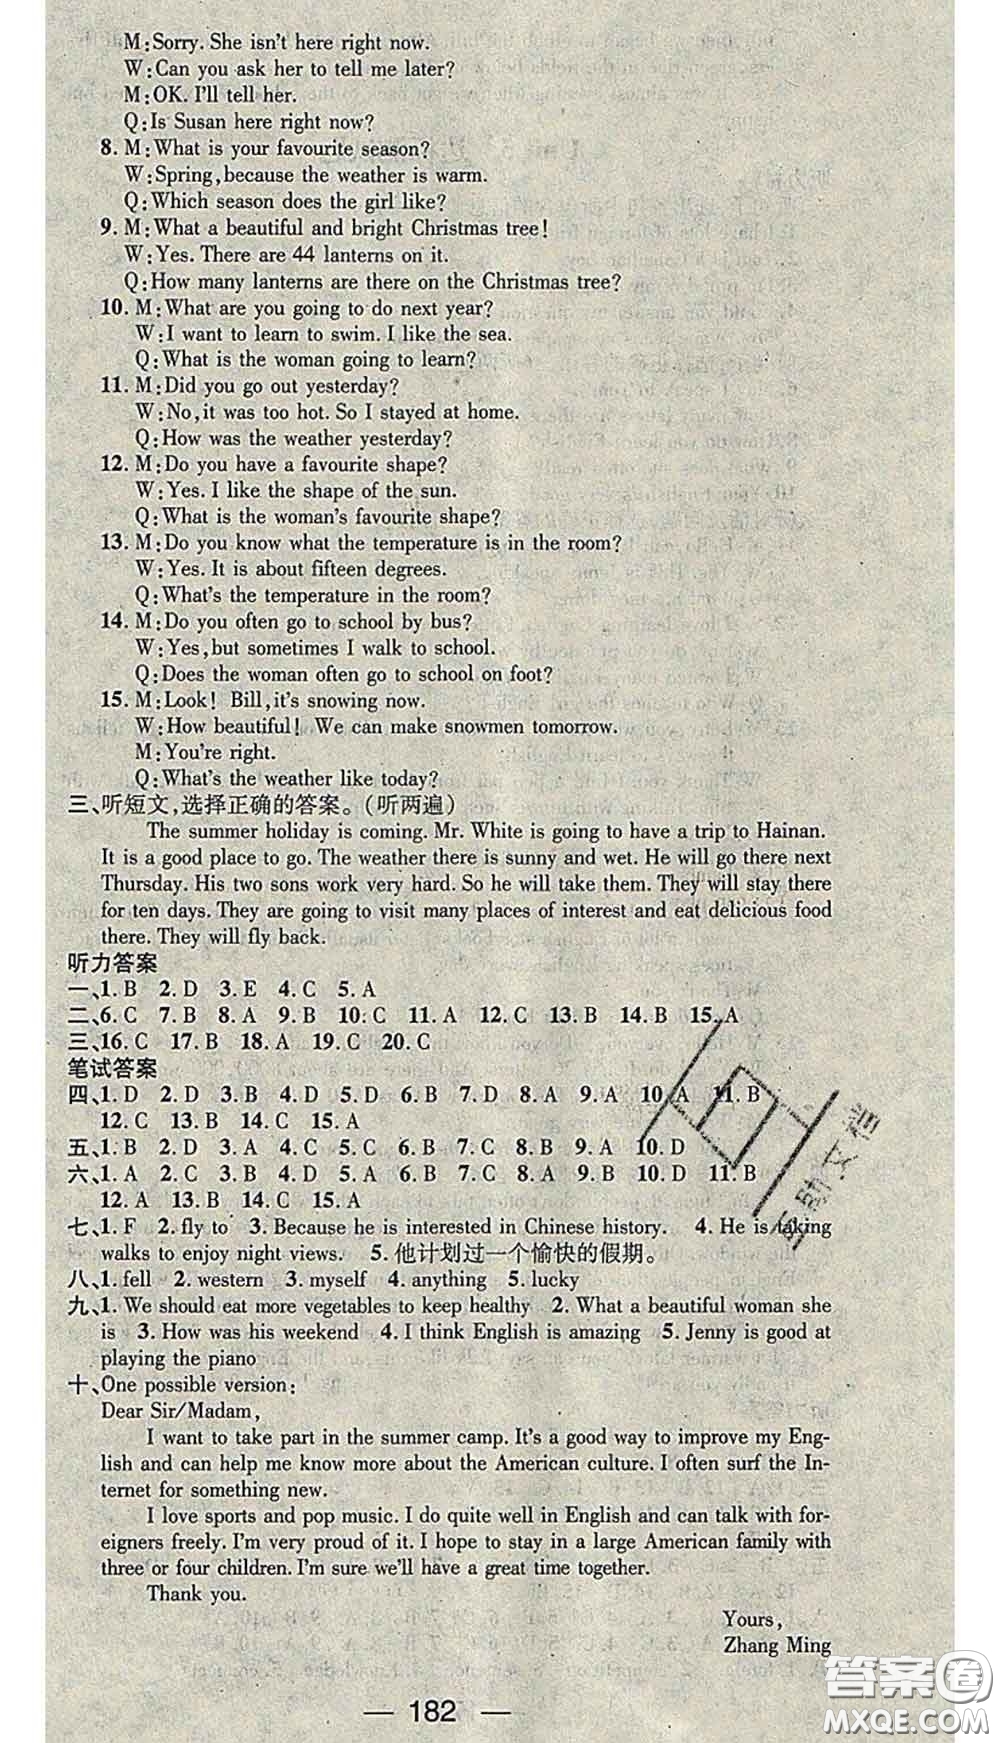 M:Sorry. She isn't here right now.
W:Can you ask her to tell me later?
M:OK. I'll tell her.
Q:Is Susan here right now?
8. M:What is your favourite season?
W:Spring,because the weather is warm.
Q:Which season does the girl like?
9. M:What a beautiful and bright Christmas tree!
W:Yes. There are 44 lanterns on it.
Q:How many lanterns are there on the Christmas tree?
10. M:What are you going to do next year?
W:I want to learn to swim. I like the sea.
Q:What is the woman going to learn?
11. M:Did you go out yesterday?
W:No,it was too hot. So I stayed at home.
Q:How was the weather yesterday?
12. M:Do you have a favourite shape?
W:Yes. I like the shape of the sun.
Q:What is the woman's favourite shape?
13. M:Do you know what the temperature is in the room?
W:Yes. It is about fifteen degrees.
Q:What's the temperature in the room?
14. M:Do you often go to school by bus?
W:Yes,but sometimes I walk to school.
Q:Does the woman often go to school on foot?
15. M:Look! Bill,it's snowing now.
W:How beautiful! We can make snowmen tomorrow.
M:You're right.
Q:What's the weather like today?
三、听短文,选择正确的答案。(听两遍)
The summer holiday is coming. Mr. White is going to have a trip to Hainan.
It is a good place to go. The weather there is sunny and wet. He will go there next
Thursday. His two sons work very hard. So he will take them. They will stay there
for ten days. They are going to visit many places of interest and eat delicious food
there. They will fly back.
听力答案
一、1. B 2. D 3. E 4. C 5. A
二、6. C 7. B 8. A 9. B 10. C 11. A 12. C 13. B 14. B 15. A
三、16. C 17. B 18. A 19. C 20. C
笔试答案
四、1. D 2. D 3. B 4. D 5. D 6. B 7. D 8. A 9. A 10. A 11. B
12. C 13. B 14. C 15. A
五、1. B 2. D 3. A 4. C 5. C 6. B 7. C 8. B 9. A 10. D
六、1. A 2. C 3. B 4. D 5. A 6. B 7. C 8. A 9. B 10. D 11. B
12. A 13. B 14. C 15. A
七、1. F 2. fly to 3. Because he is interested in Chinese history. 4. He is taking
walks to enjoy night views. 5. 他计划过一个愉快的假期。
八、1. fell 2. western 3. myself 4. anything 5. lucky
九、1. We should eat more vegetables to keep healthy 2. What a beautiful woman she
is 3. How was his weekend 4. I think English is amazing 5. Jenny is good at
playing the piano
十、One possible version:
Dear Sir/Madam,
I want to take part in the summer camp. It's a good way to improve my Eng-
lish and can help me know more about the American culture. I often surf the In-
ternet for something new.
I love sports and pop music. I do quite well in English and can talk with for-
eigners freely. I'm very proud of it. I hope to stay in a large American family with
three or four children. I'm sure we'll have a great time together.
Thank you.
Yours,
Zhang Ming
— 182 —
答案圈
MXQE.COM